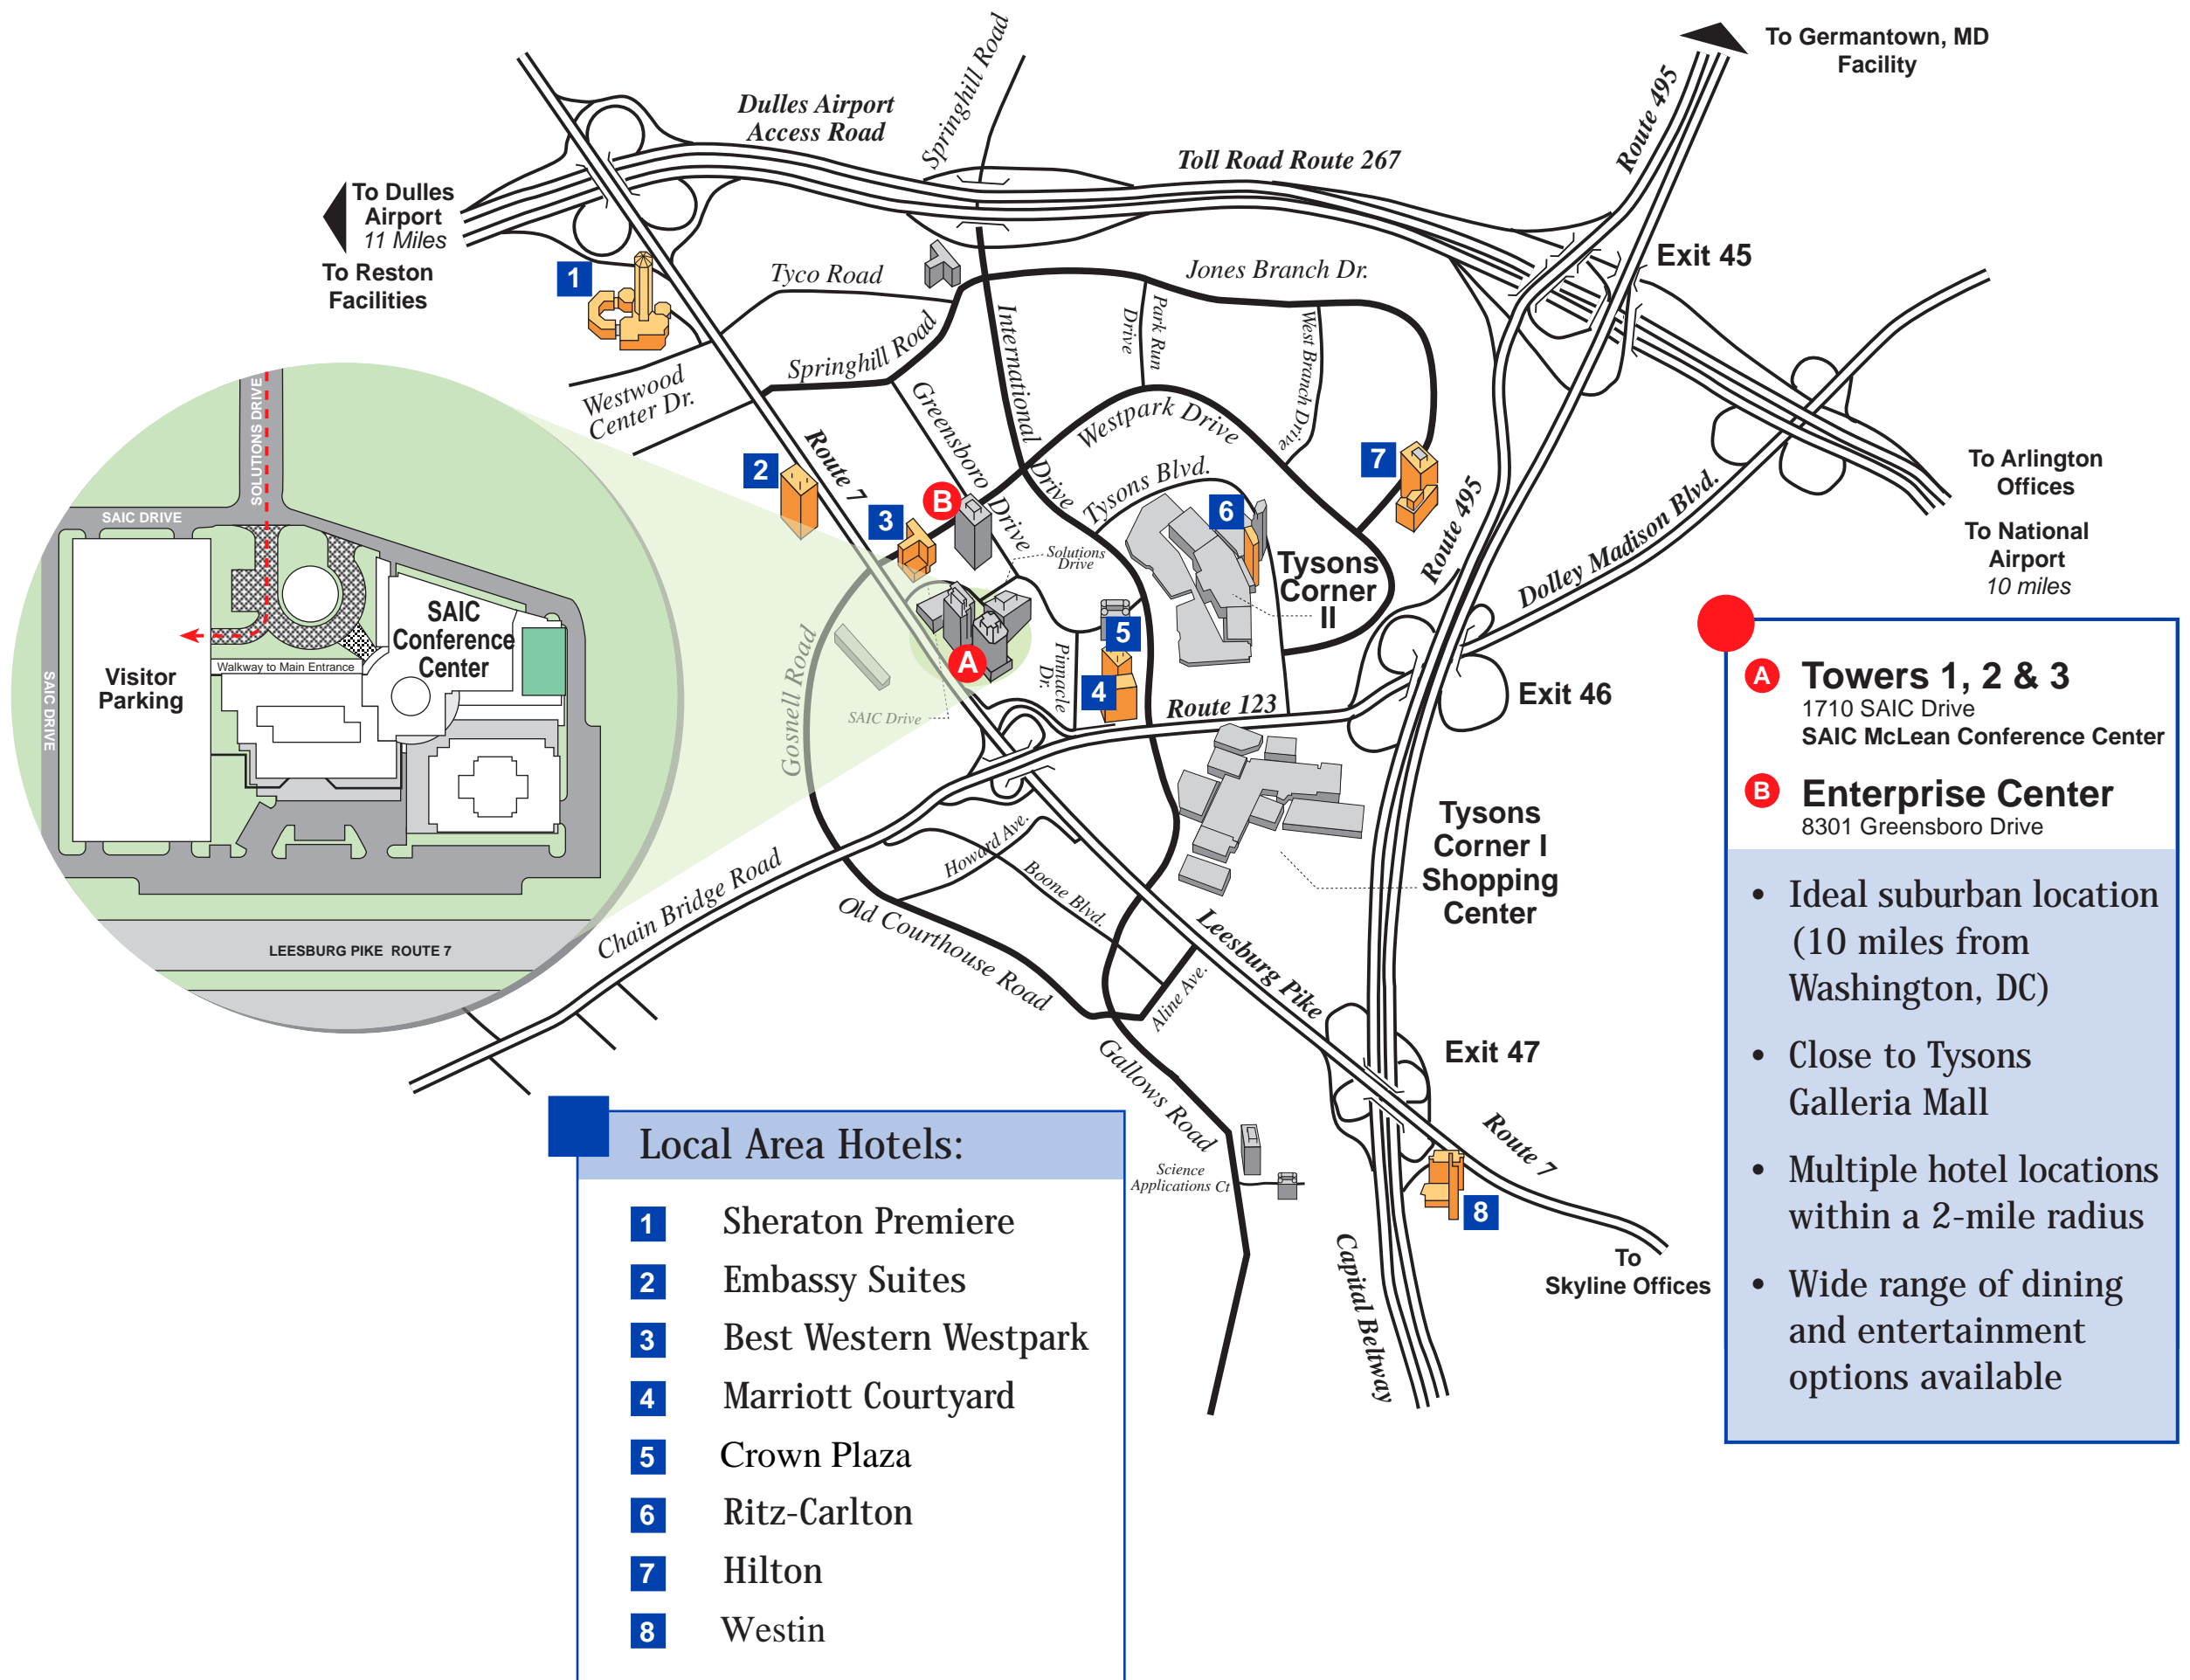 To Germantown, MD
Facility
Springhill Road
Route 495
Dulles Airport
Access Road
Toll Road Route 267
To Dulles
Airport
11 Miles
To Reston
Facilities
Exit 45
1
Tyco Road
Jones Branch Dr.
International
Drive
Park Run
Drive
West Branch Drive
Springhill Road
Westwood
Center Dr.
Greensboro
Drive
Westpark Drive
Route 7
2
7
Tysons Blvd.
B
3
6
To Arlington
Offices
To National
Airport
10 miles
Route 495
Dolley Madison Blvd.
Solutions
Drive
Tysons
Corner
II
5
A
Pinnacle
Dr.
4
Gosnell Road
SAIC Drive
Route 123
Exit 46
SOLUTIONS DRIVE
SAIC DRIVE
SAIC DRIVE
SAIC
Conference
Center
Walkway to Main Entrance
Visitor
Parking
LEESBURG PIKE  ROUTE 7
Tysons
Corner I
Shopping
Center
Howard Ave.
Boone Blvd.
Chain Bridge Road
Old Courthouse Road
Leesburg Pike
Aline Ave.
Gallows Road
Exit 47
Route 7
Science
Applications Ct
8
To
Skyline Offices
Capital Beltway
A Towers 1, 2 & 3
1710 SAIC Drive
SAIC McLean Conference Center
B Enterprise Center
8301 Greensboro Drive
• Ideal suburban location
(10 miles from
Washington, DC)
• Close to Tysons
Galleria Mall
• Multiple hotel locations
within a 2-mile radius
• Wide range of dining
and entertainment
options available
Local Area Hotels:
1 Sheraton Premiere
2 Embassy Suites
3 Best Western Westpark
4 Marriott Courtyard
5 Crown Plaza
6 Ritz-Carlton
7 Hilton
8 Westin